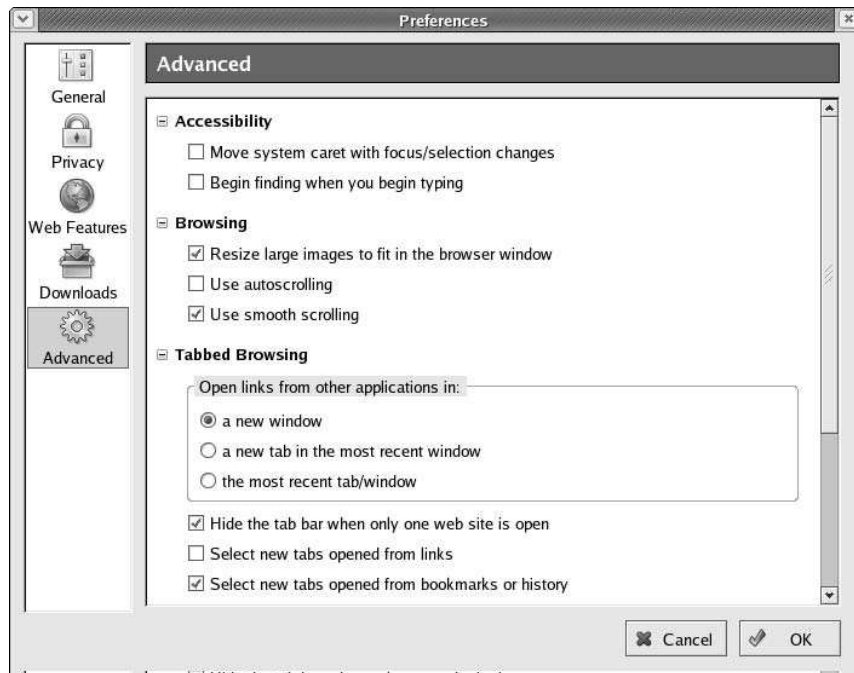 Preferences
General
Privacy
Web Features
Downloads
Advanced
Advanced
Accessibility
Move system caret with focus/selection changes
Begin finding when you begin typing
Browsing
Resize large images to fit in the browser window
Use autoscrolling
Use smooth scrolling
Tabbed Browsing
Open links from other applications in:
a new window
a new tab in the most recent window
the most recent tab/window
Hide the tab bar when only one web site is open
Select new tabs opened from links
Select new tabs opened from bookmarks or history
Cancel
OK